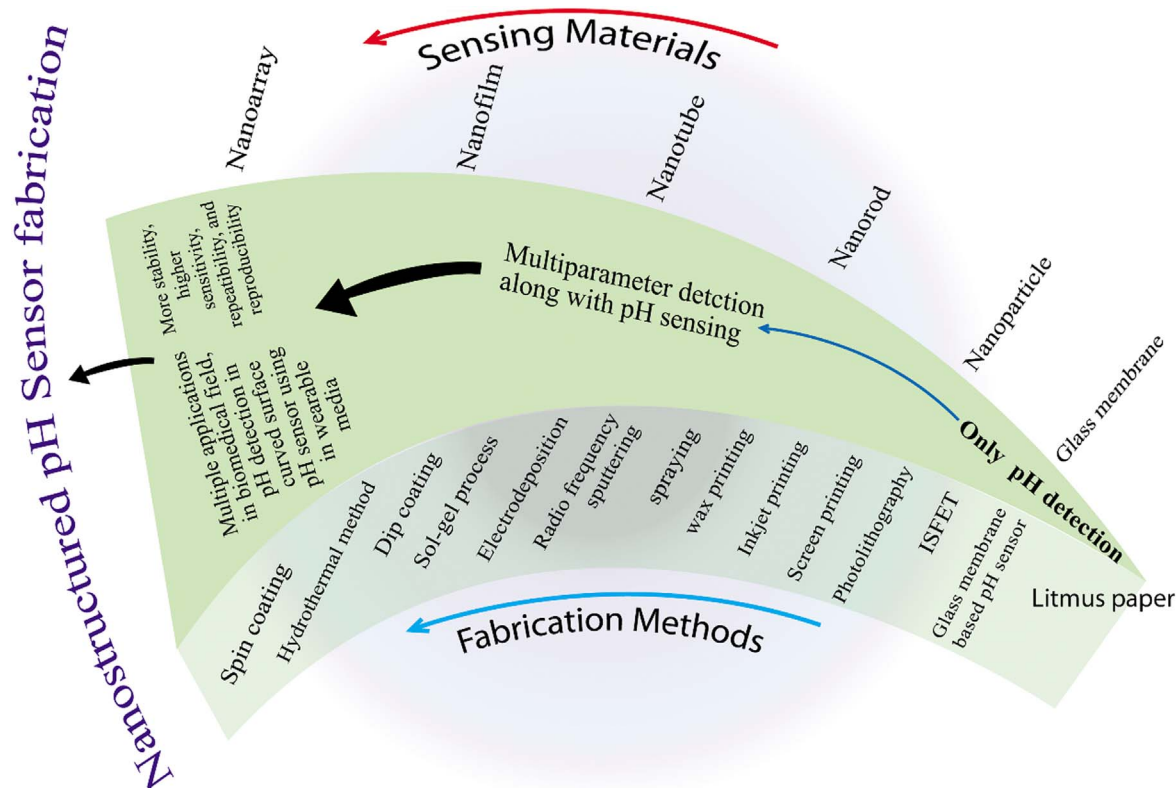 Nanostructured pH Sensor fabrication
Sensing Materials
Nanoarray
Nanofilm
Nanotube
Nanorod
Nanoparticle
Glass membrane
More stability,
higher
sensitivity,
repeatibility, and
reproducibility
Multiparameter detction
along with pH sensing
Only pH detection
Multiple applications
in biomedical field,
pH detection in
curved surface
pH sensor using
in wearable
media
Spin coating
Hydrothermal method
Dip coating
Sol-gel process
Electrodeposition
Radio frequency
sputtering
spraying
wax printing
Inkjet printing
Screen printing
Photolithography
ISFET
Glass membrane
based pH sensor
Litmus paper
Fabrication Methods